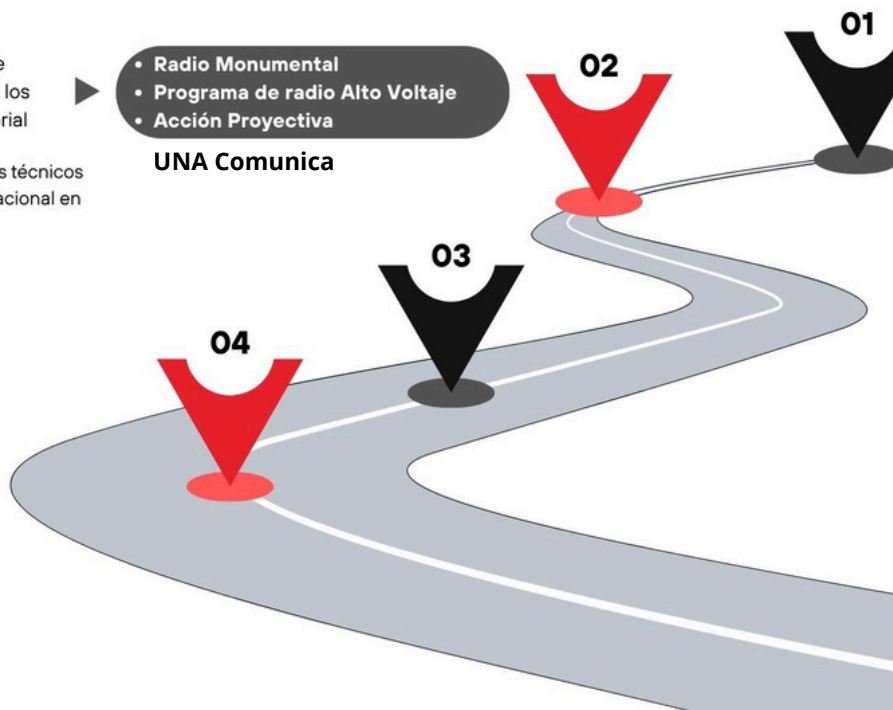 e
los
rial
s técnicos
acional en
• Radio Monumental
• Programa de radio Alto Voltaje
• Acción Proyectiva
UNA Comunica
01
02
03
04